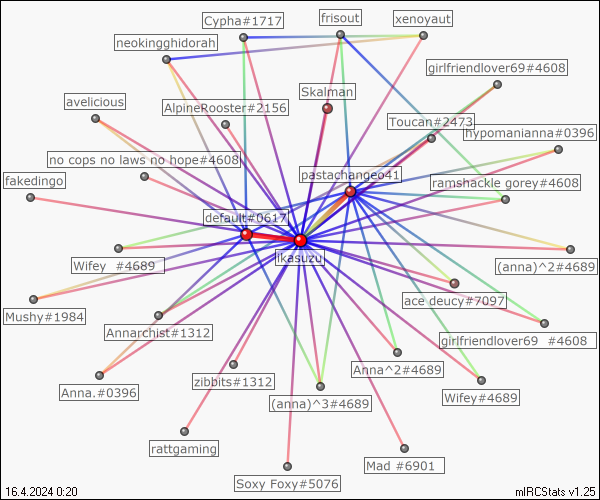 frisout
Cypha#1717
xenoyaut
neokingghidorah
girlfriendlover69#4608
Skalman
avelicious
AlpineRooster#2156
Toucan#2473
hypomanianna#0396
no cops no laws no hope#4608
pastachangeo41
fakedingo
ramshackle gorey#4608
default#0617
likasuzu
Wifey #4689
(anna)^2#4689
ace deucy#7097
Mushy#1984
Annarchist#1312
girlfriendlover69 #4608
Anna^2#4689
zibbits#1312
Anna.#0396
(anna)^3#4689
Wifey#4689
rattgaming
Mad #6901
Soxy Foxy#5076
16.4.2024 0:20
mIRCStats v1.25